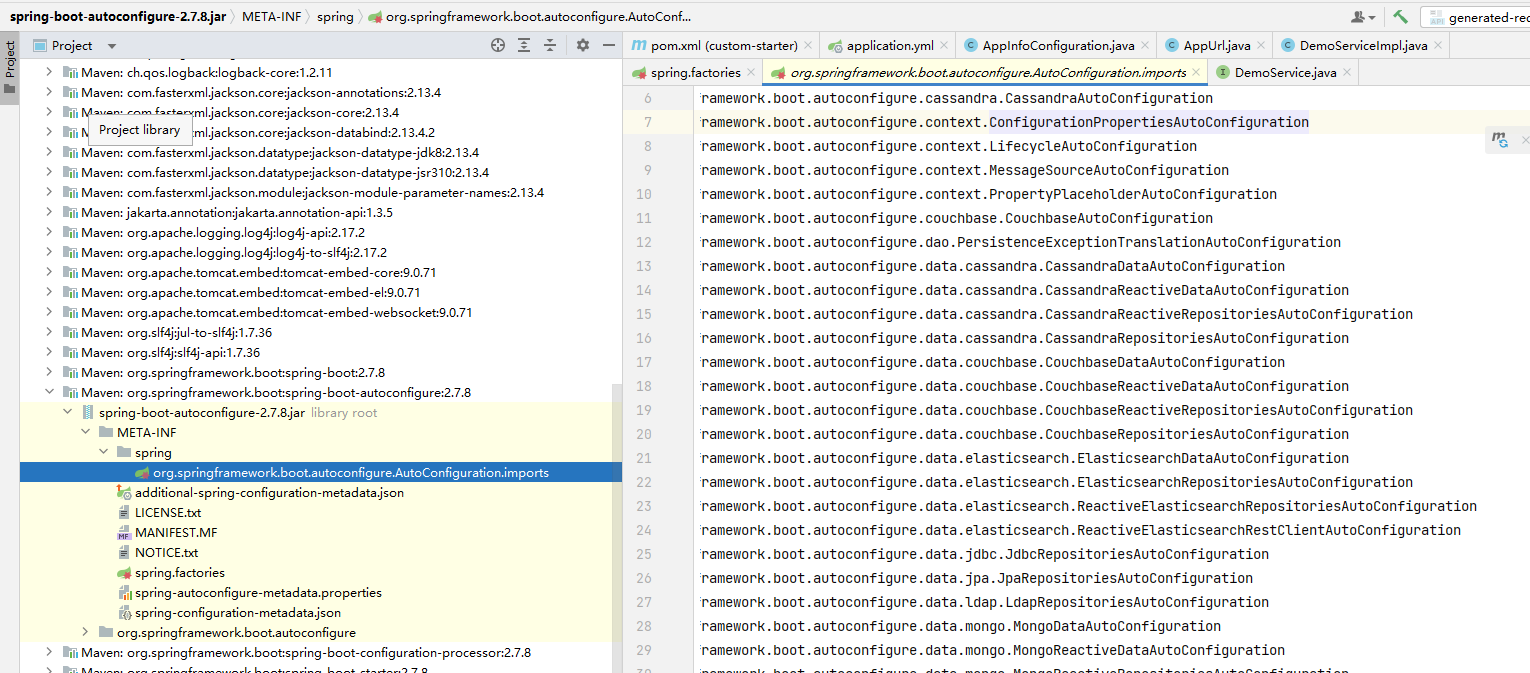 spring-boot-autoconfigure-2.7.8.jar META-INF spring org.springframework.boot.autoconfigure.AutoConf...
generated-rec
Project
Project
Maven: ch.qos.logback:logback-core:1.2.11
Maven: com.fasterxml.jackson.core:jackson-annotations:2.13.4
Maven: com.fasterxml.jackson.core:jackson-core:2.13.4
xml.jackson.core:jackson-databind:2.13.4.2
Project library
Maven: com.fasterxml.jackson.datatype:jackson-datatype-jdk8:2.13.4
Maven: com.fasterxml.jackson.datatype:jackson-datatype-jsr310:2.13.4
Maven: com.fasterxml.jackson.module:jackson-module-parameter-names:2.13.4
Maven: jakarta.annotation:jakarta.annotation-api:1.3.5
Maven: org.apache.logging.log4j:log4j-api:2.17.2
Maven: org.apache.logging.log4j:log4j-to-slf4j:2.17.2
Maven: org.apache.tomcat.embed:tomcat-embed-core:9.0.71
Maven: org.apache.tomcat.embed:tomcat-embed-el:9.0.71
Maven: org.apache.tomcat.embed:tomcat-embed-websocket:9.0.71
Maven: org.slf4j:jul-to-slf4j:1.7.36
Maven: org.slf4j:slf4j-api:1.7.36
Maven: org.springframework.boot:spring-boot:2.7.8
Maven: org.springframework.boot:spring-boot-autoconfigure:2.7.8
spring-boot-autoconfigure-2.7.8.jar library root
META-INF
spring
org.springframework.boot.autoconfigure.AutoConfiguration.imports
additional-spring-configuration-metadata.json
LICENSE.txt
MANIFEST.MF
NOTICE.txt
spring.factories
spring-autoconfigure-metadata.properties
spring-configuration-metadata.json
org.springframework.boot.autoconfigure
Maven: org.springframework.boot:spring-boot-configuration-processor:2.7.8
Maven: org.springframework.boot:spring-boot-starter:2.7.8
pom.xml (custom-starter) application.yml AppInfoConfiguration.java AppUrl.java DemoServiceImpl.java
spring.factories org.springframework.boot.autoconfigure.AutoConfiguration.imports DemoService.java
6 ramework.boot.autoconfigure.cassandra.CassandraAutoConfiguration
7 ramework.boot.autoconfigure.context.ConfigurationPropertiesAutoConfiguration
8 ramework.boot.autoconfigure.context.LifecycleAutoConfiguration
9 ramework.boot.autoconfigure.context.MessageSourceAutoConfiguration
10 ramework.boot.autoconfigure.context.PropertyPlaceholderAutoConfiguration
11 ramework.boot.autoconfigure.couchbase.CouchbaseAutoConfiguration
12 ramework.boot.autoconfigure.dao.PersistenceExceptionTranslationAutoConfiguration
13 ramework.boot.autoconfigure.data.cassandra.CassandraDataAutoConfiguration
14 ramework.boot.autoconfigure.data.cassandra.CassandraReactiveDataAutoConfiguration
15 ramework.boot.autoconfigure.data.cassandra.CassandraReactiveRepositoriesAutoConfiguration
16 ramework.boot.autoconfigure.data.cassandra.CassandraRepositoriesAutoConfiguration
17 ramework.boot.autoconfigure.data.couchbase.CouchbaseDataAutoConfiguration
18 ramework.boot.autoconfigure.data.couchbase.CouchbaseReactiveDataAutoConfiguration
19 ramework.boot.autoconfigure.data.couchbase.CouchbaseReactiveRepositoriesAutoConfiguration
20 ramework.boot.autoconfigure.data.couchbase.CouchbaseRepositoriesAutoConfiguration
21 ramework.boot.autoconfigure.data.elasticsearch.ElasticsearchDataAutoConfiguration
22 ramework.boot.autoconfigure.data.elasticsearch.ElasticsearchRepositoriesAutoConfiguration
23 ramework.boot.autoconfigure.data.elasticsearch.ReactiveElasticsearchRepositoriesAutoConfiguration
24 ramework.boot.autoconfigure.data.elasticsearch.ReactiveElasticsearchRestClientAutoConfiguration
25 ramework.boot.autoconfigure.data.jdbc.JdbcRepositoriesAutoConfiguration
26 ramework.boot.autoconfigure.data.jpa.JpaRepositoriesAutoConfiguration
27 ramework.boot.autoconfigure.data.ldap.LdapRepositoriesAutoConfiguration
28 ramework.boot.autoconfigure.data.mongo.MongoDataAutoConfiguration
29 ramework.boot.autoconfigure.data.mongo.MongoReactiveDataAutoConfiguration
30 ramework.boot.autoconfigure.data.mongo.MongoReactiveRepositoriesAutoConfiguration